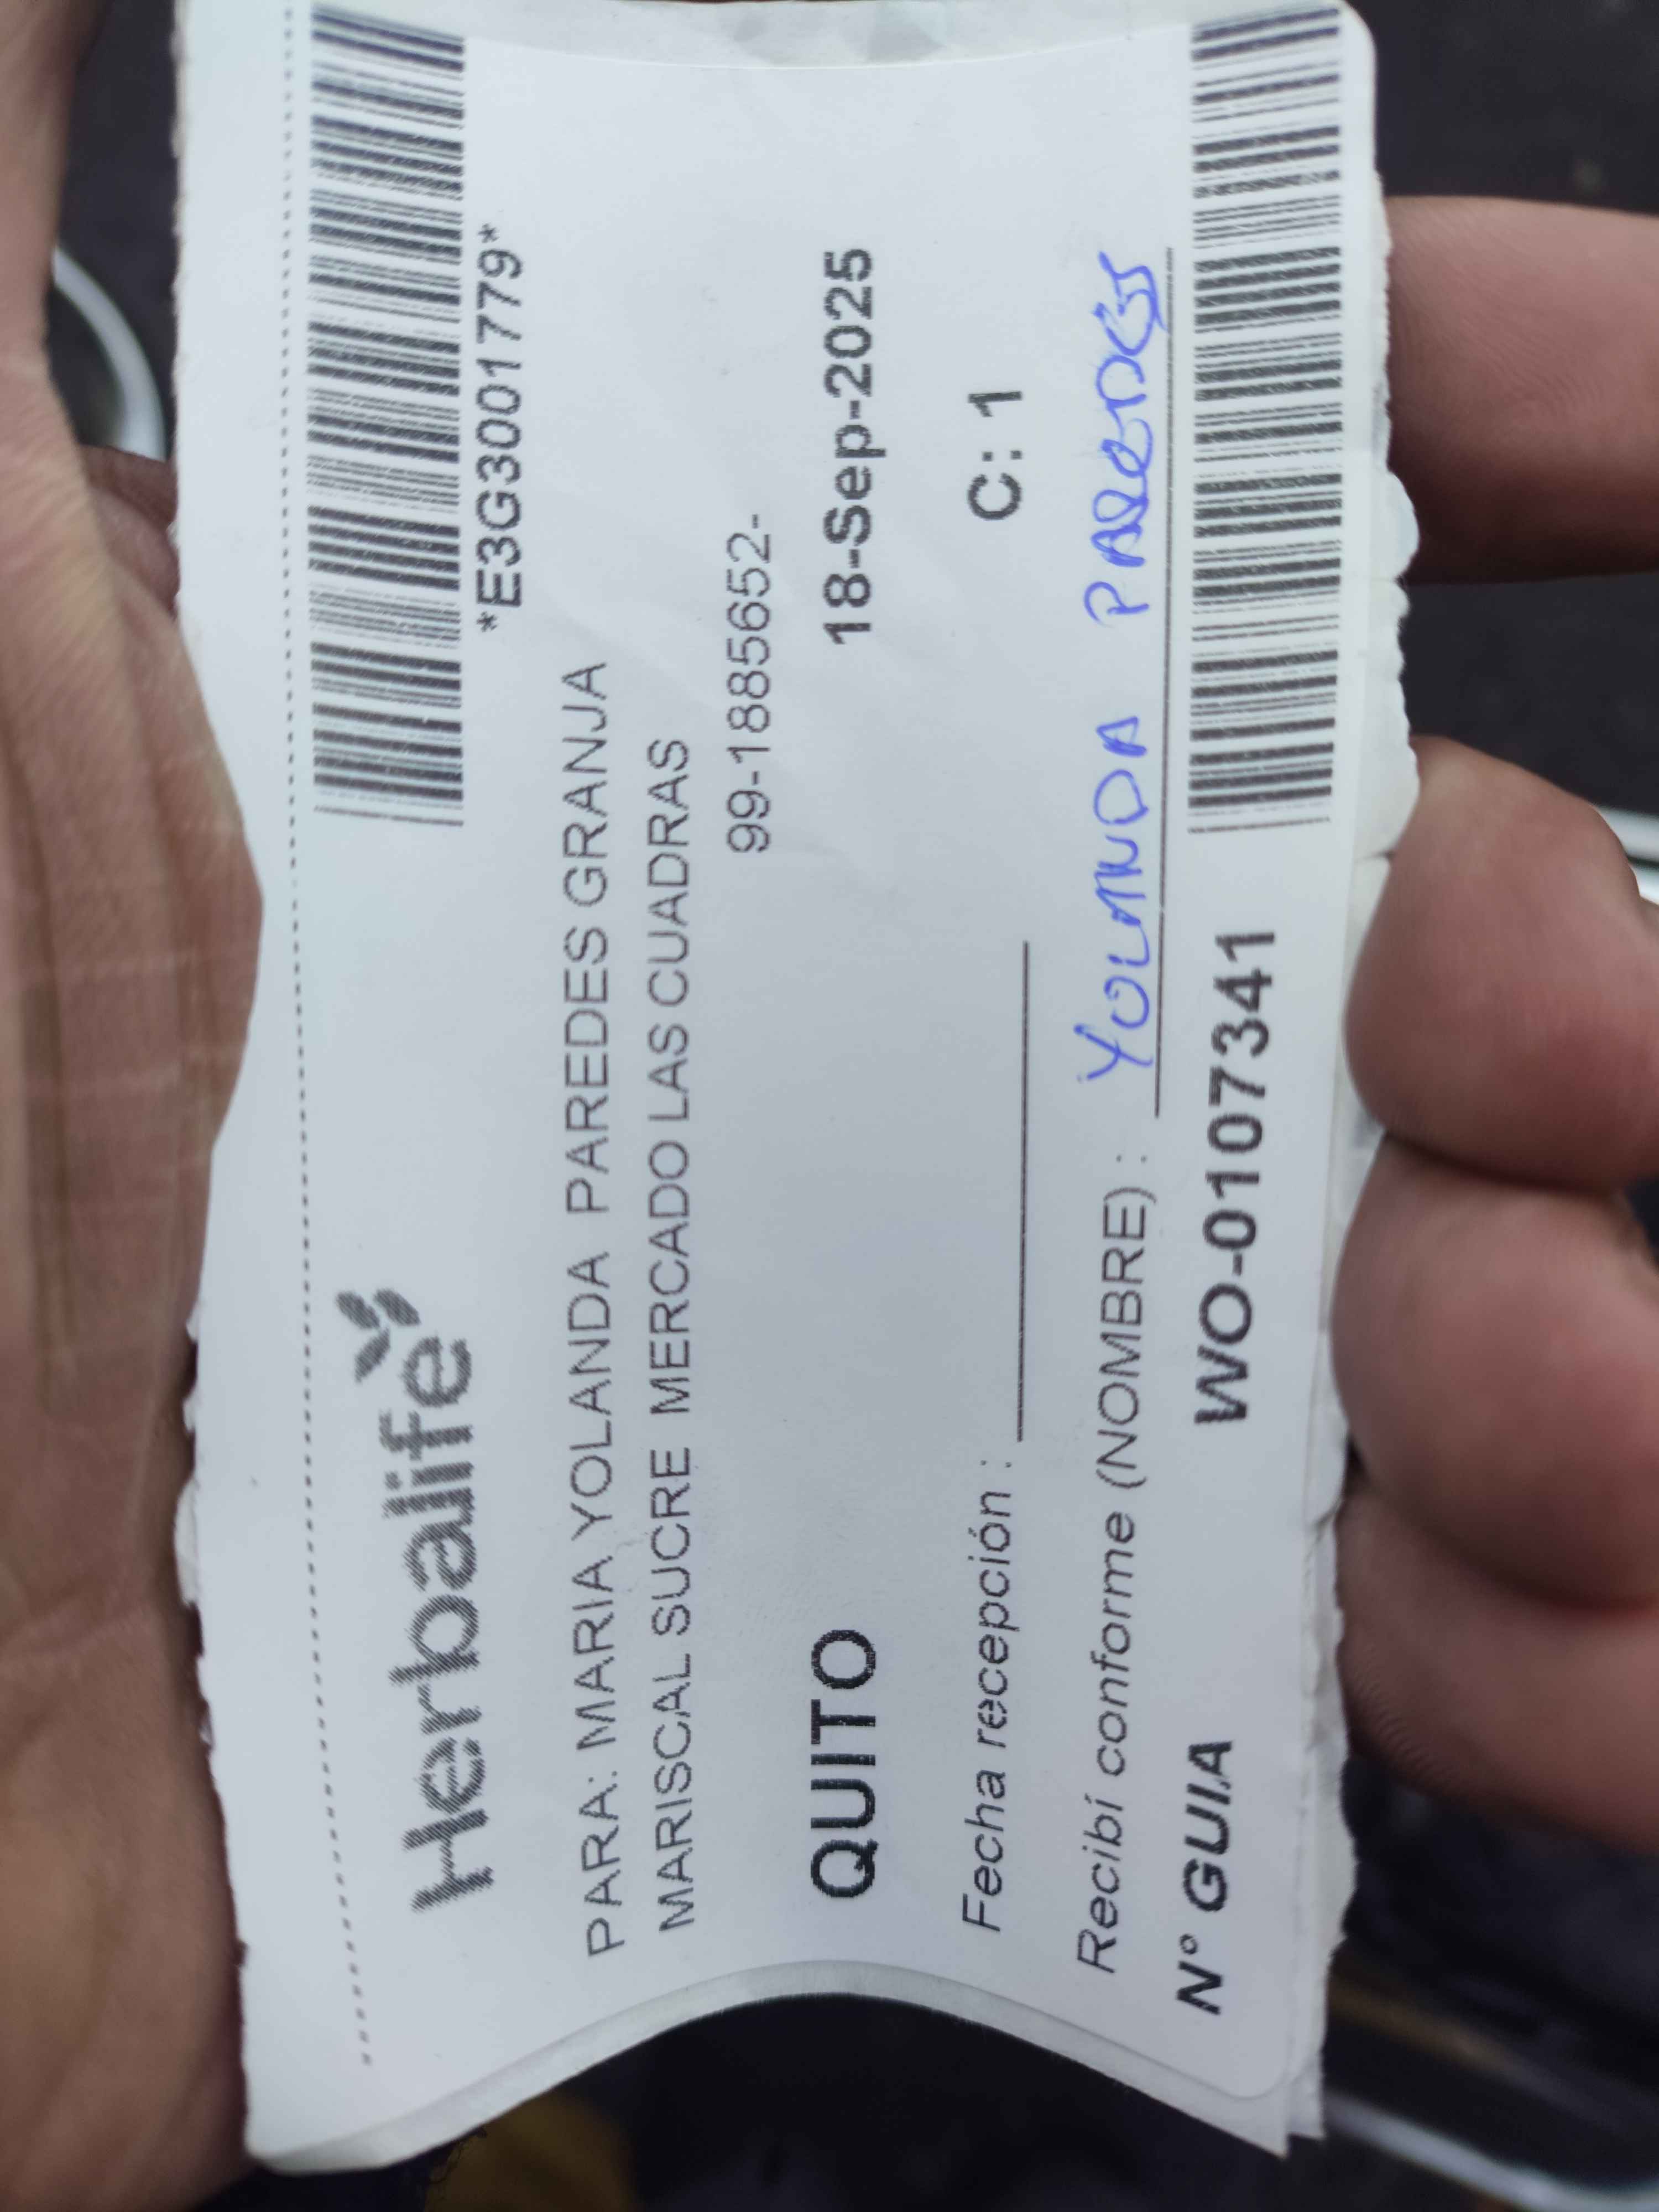 Herbalife
*E3G3001779*
PARA: MARIA YOLANDA PAREDES GRANJA
MARISCAL SUCRE MERCADO LAS CUADRAS
99-1885652-
QUITO 18-Sep-2025
Fecha recepción : C: 1
Recibí conforme (NOMBRE) : YOLANDA PAREDES
N° GUIA WO-0107341